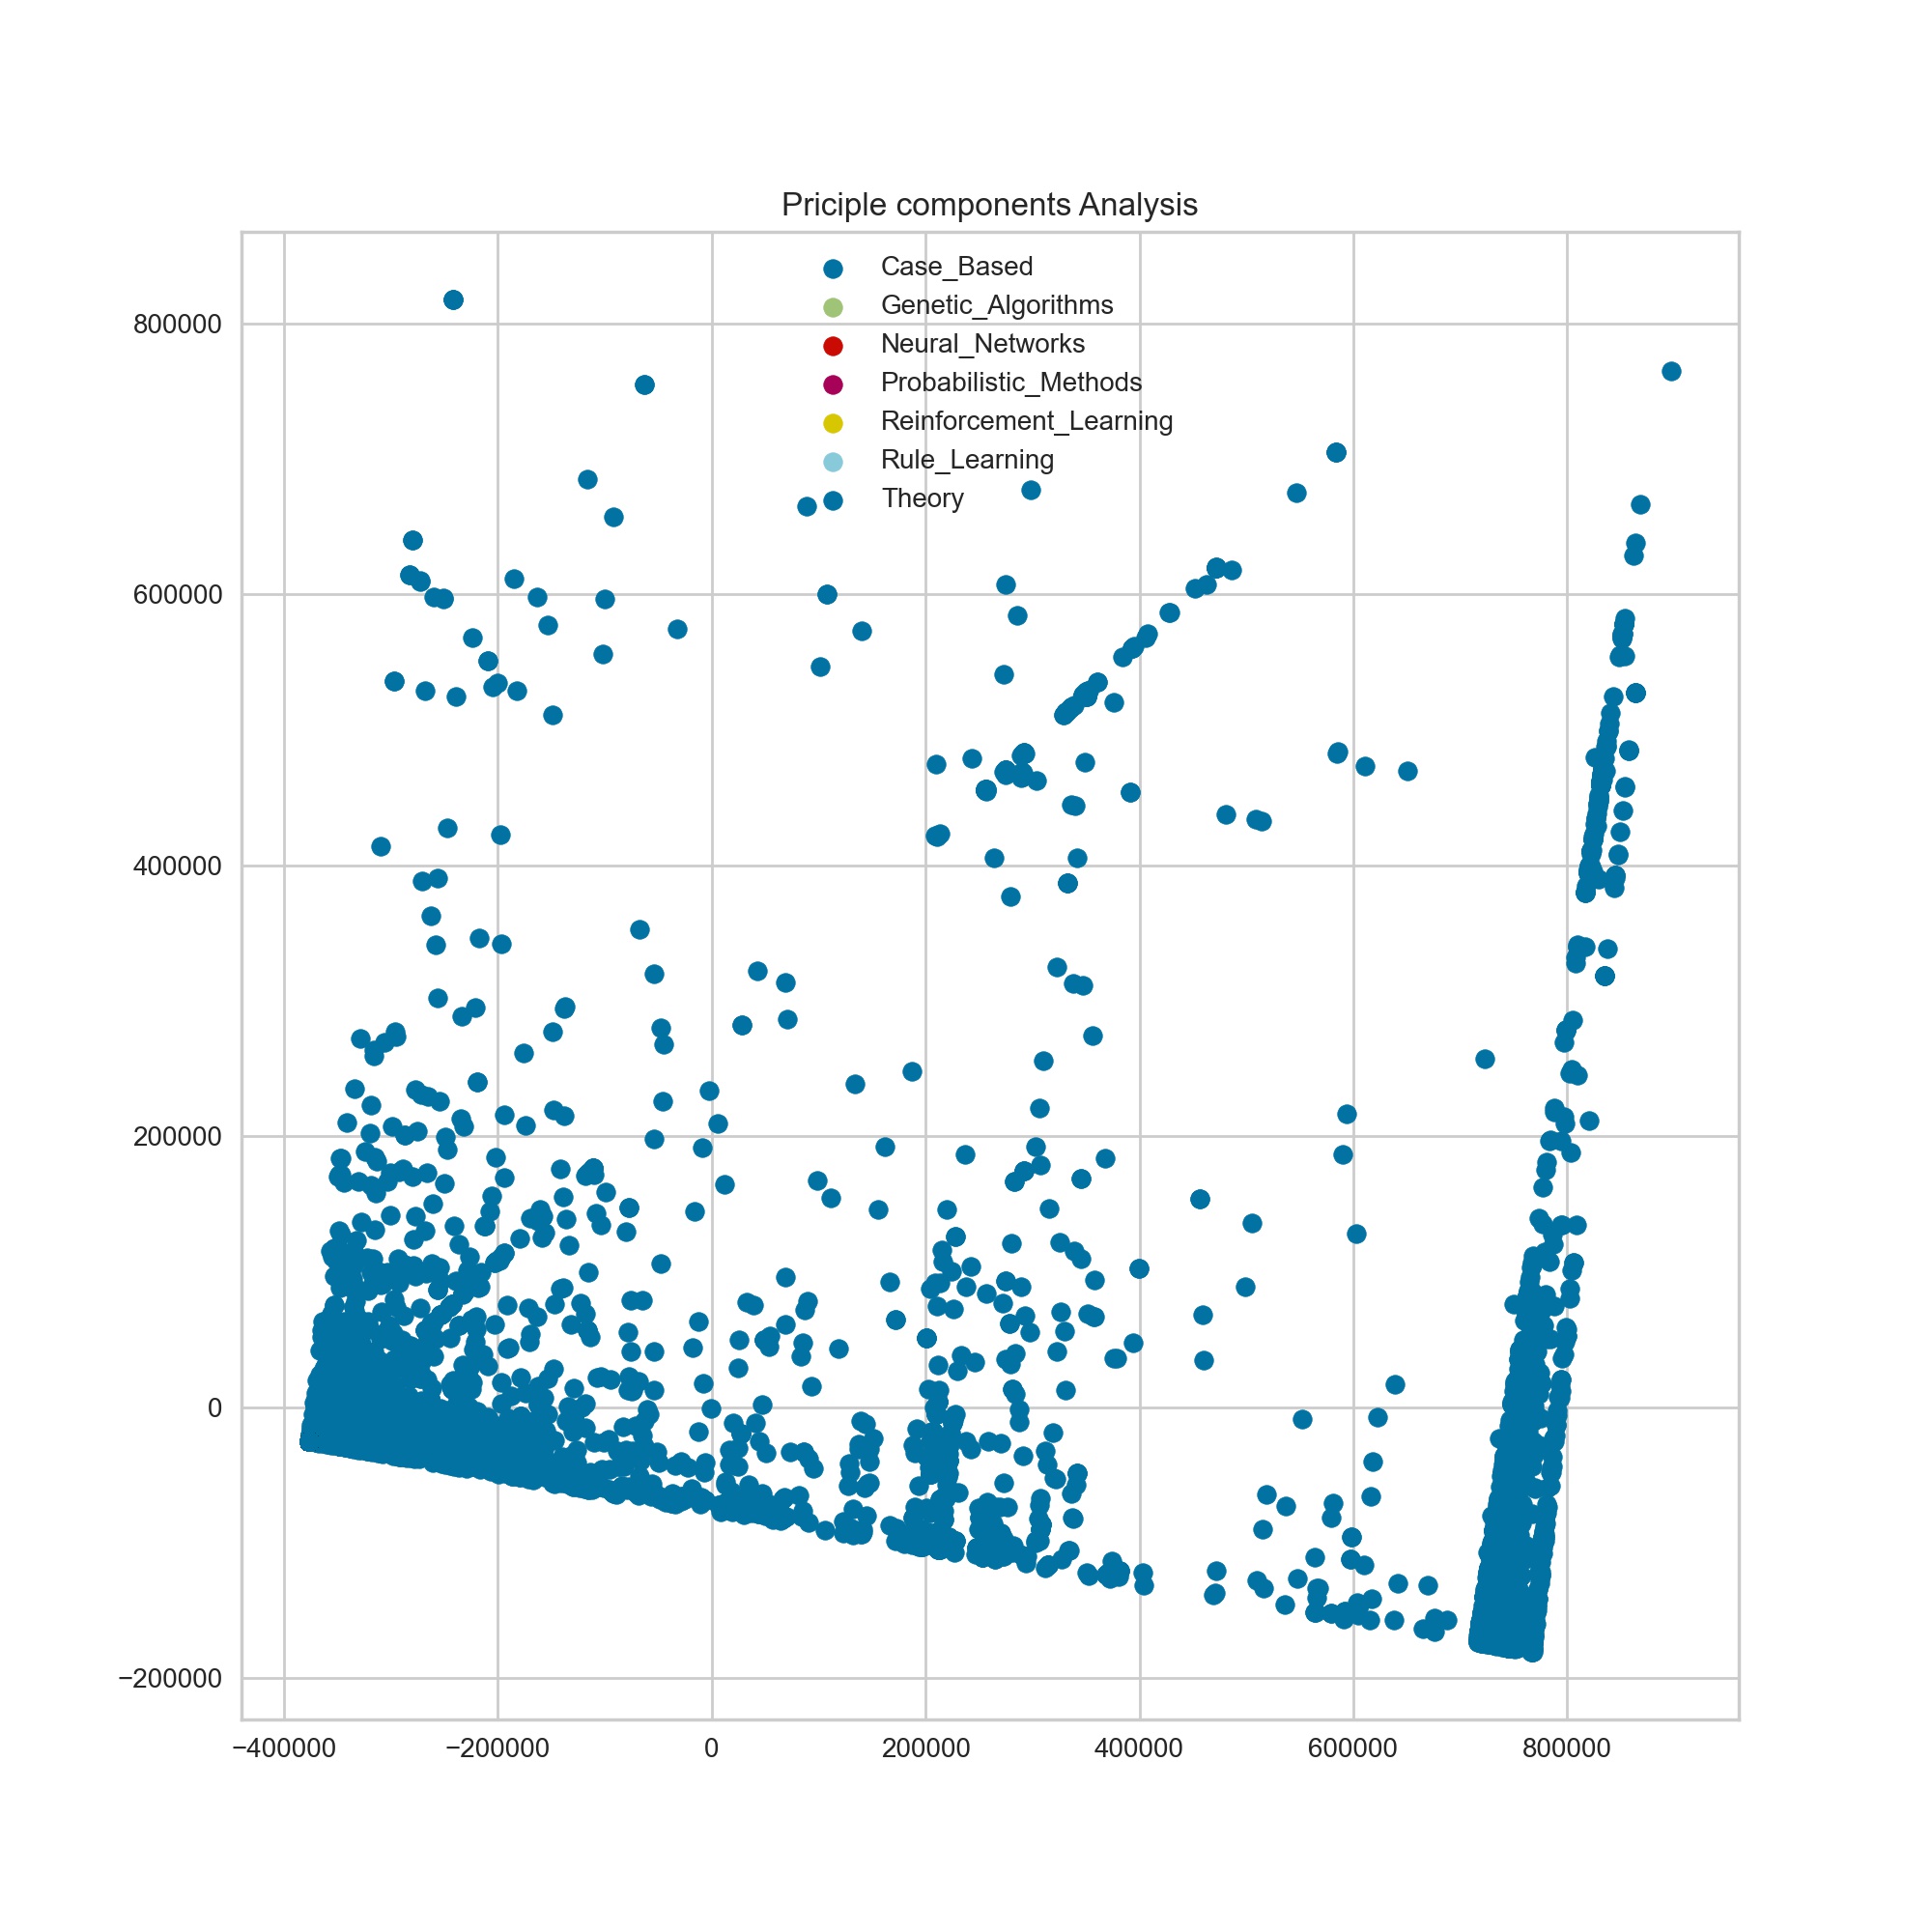 Priciple components Analysis
Case_Based
Genetic_Algorithms
Neural_Networks
Probabilistic_Methods
Reinforcement_Learning
Rule_Learning
Theory
800000
600000
400000
200000
0
−200000
−400000 −200000 0 200000 400000 600000 800000